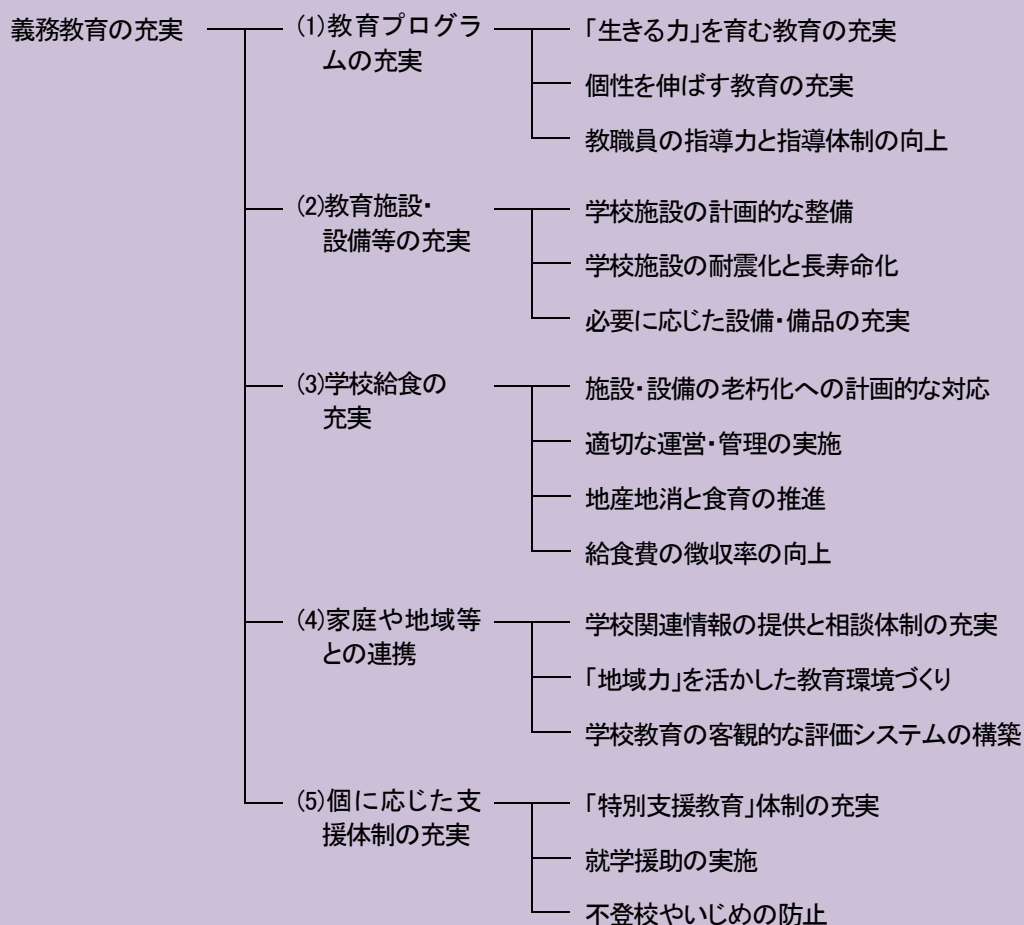 義務教育の充実
(1)教育プログラ
ムの充実
「生きる力」を育む教育の充実
個性を伸ばす教育の充実
教職員の指導力と指導体制の向上
(2)教育施設・
設備等の充実
学校施設の計画的な整備
学校施設の耐震化と長寿命化
必要に応じた設備・備品の充実
(3)学校給食の
充実
施設・設備の老朽化への計画的な対応
適切な運営・管理の実施
地産地消と食育の推進
給食費の徴収率の向上
(4)家庭や地域等
との連携
学校関連情報の提供と相談体制の充実
「地域力」を活かした教育環境づくり
学校教育の客観的な評価システムの構築
(5)個に応じた支
援体制の充実
「特別支援教育」体制の充実
就学援助の実施
不登校やいじめの防止